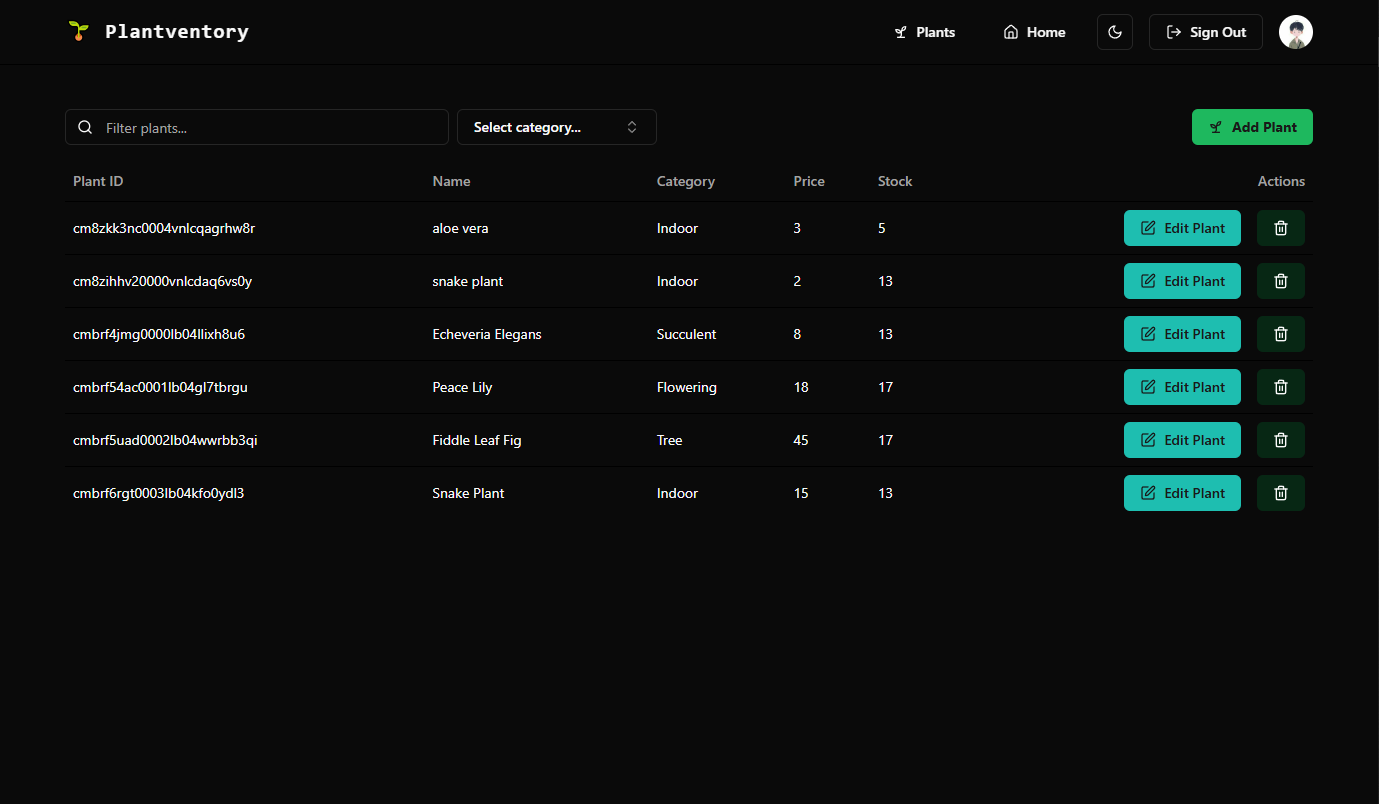 Plantventory Plants Home Sign Out
Filter plants... Select category... Add Plant
Plant ID Name Category Price Stock Actions
cm8zkk3nc0004vnlcqagrhw8r aloe vera Indoor 3 5 Edit Plant
cm8zihhv20000vnlcdaq6vs0y snake plant Indoor 2 13 Edit Plant
cmbrf4jmg0000lb04llixh8u6 Echeveria Elegans Succulent 8 13 Edit Plant
cmbrf54ac0001lb04gl7tbrgu Peace Lily Flowering 18 17 Edit Plant
cmbrf5uad0002lb04wwrbb3qi Fiddle Leaf Fig Tree 45 17 Edit Plant
cmbrf6rgt0003lb04kfo0ydl3 Snake Plant Indoor 15 13 Edit Plant